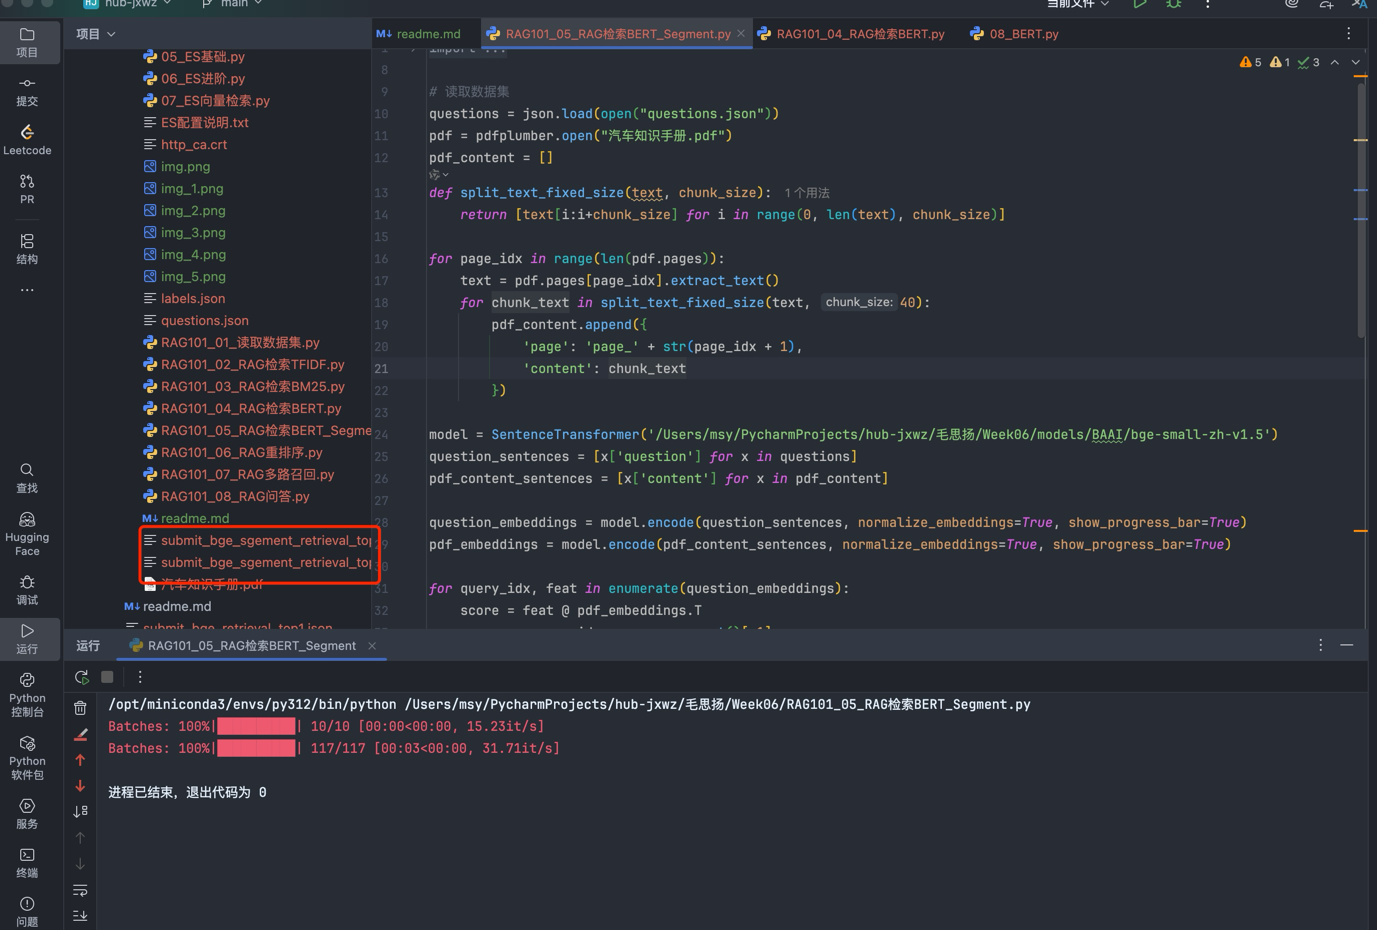 HJ hub-jxwz main 当前文件
项目
提交
Leetcode
PR
结构
查找
Hugging Face
调试
运行
Python 控制台
Python 软件包
服务
终端
问题
项目
05_ES基础.py
06_ES进阶.py
07_ES向量检索.py
ES配置说明.txt
http_ca.crt
img.png
img_1.png
img_2.png
img_3.png
img_4.png
img_5.png
labels.json
questions.json
RAG101_01_读取数据集.py
RAG101_02_RAG检索TFIDF.py
RAG101_03_RAG检索BM25.py
RAG101_04_RAG检索BERT.py
RAG101_05_RAG检索BERT_Segme
RAG101_06_RAG重排序.py
RAG101_07_RAG多路召回.py
RAG101_08_RAG问答.py
M↓ readme.md
submit_bge_sgement_retrieval_top
submit_bge_sgement_retrieval_top
汽车知识手册.pdf
M↓ readme.md
submit_bge_retrieval_top1.json
M↓ readme.md RAG101_05_RAG检索BERT_Segment.py RAG101_04_RAG检索BERT.py 08_BERT.py
5 1 3
1 import ...
8
9 # 读取数据集
10 questions = json.load(open("questions.json"))
11 pdf = pdfplumber.open("汽车知识手册.pdf")
12 pdf_content = []
13 def split_text_fixed_size(text, chunk_size): 1 个用法
14 return [text[i:i+chunk_size] for i in range(0, len(text), chunk_size)]
15
16 for page_idx in range(len(pdf.pages)):
17 text = pdf.pages[page_idx].extract_text()
18 for chunk_text in split_text_fixed_size(text, chunk_size: 40):
19 pdf_content.append({
20 'page': 'page_' + str(page_idx + 1),
21 'content': chunk_text
22 })
23
24 model = SentenceTransformer('/Users/msy/PycharmProjects/hub-jxwz/毛思扬/Week06/models/BAAI/bge-small-zh-v1.5')
25 question_sentences = [x['question'] for x in questions]
26 pdf_content_sentences = [x['content'] for x in pdf_content]
27
28 question_embeddings = model.encode(question_sentences, normalize_embeddings=True, show_progress_bar=True)
29 pdf_embeddings = model.encode(pdf_content_sentences, normalize_embeddings=True, show_progress_bar=True)
30
31 for query_idx, feat in enumerate(question_embeddings):
32 score = feat @ pdf_embeddings.T
运行 RAG101_05_RAG检索BERT_Segment
/opt/miniconda3/envs/py312/bin/python /Users/msy/PycharmProjects/hub-jxwz/毛思扬/Week06/RAG101_05_RAG检索BERT_Segment.py
Batches: 100%|██████████| 10/10 [00:00<00:00, 15.23it/s]
Batches: 100%|██████████| 117/117 [00:03<00:00, 31.71it/s]
进程已结束，退出代码为 0